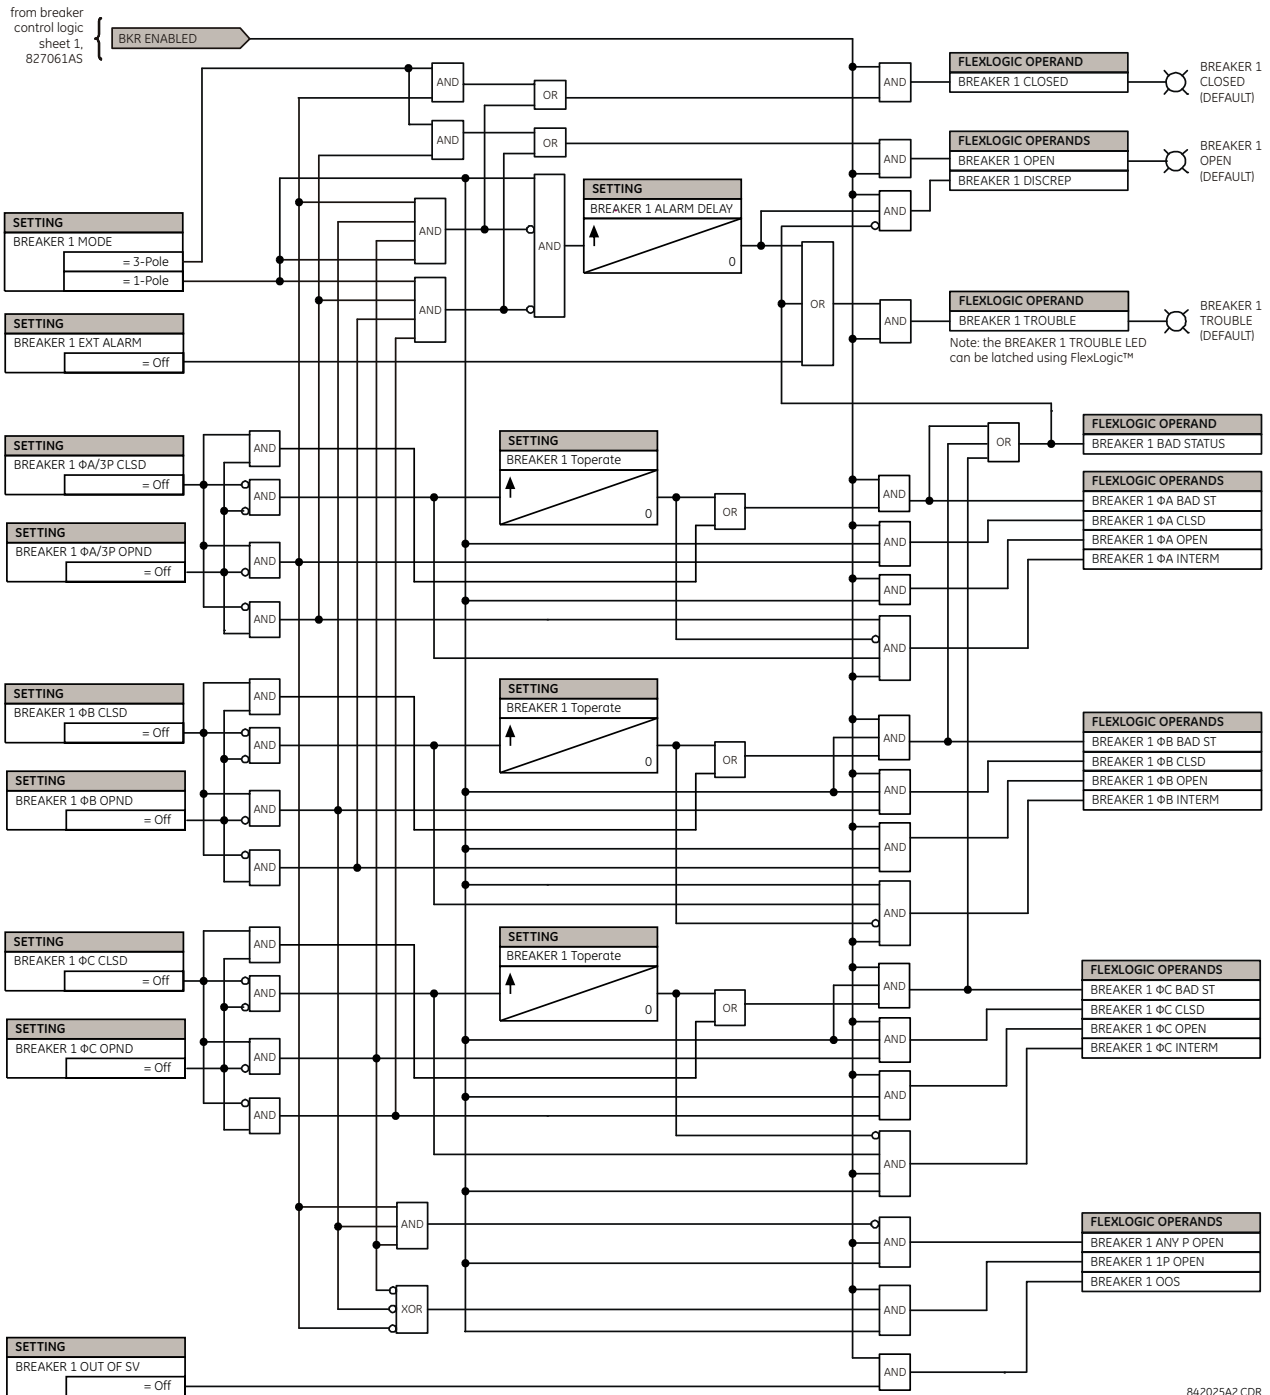 from breaker
control logic
sheet 1,
827061AS
BKR ENABLED
AND
OR
AND
OR
AND
FLEXLOGIC OPERAND
BREAKER 1 CLOSED
BREAKER 1
CLOSED
(DEFAULT)
AND
FLEXLOGIC OPERANDS
BREAKER 1 OPEN
BREAKER 1 DISCREP
BREAKER 1
OPEN
(DEFAULT)
AND
SETTING
BREAKER 1 MODE
= 3-Pole
= 1-Pole
AND
AND
AND
SETTING
BREAKER 1 ALARM DELAY
0
OR
AND
FLEXLOGIC OPERAND
BREAKER 1 TROUBLE
Note: the BREAKER 1 TROUBLE LED
can be latched using FlexLogic™
BREAKER 1
TROUBLE
(DEFAULT)
SETTING
BREAKER 1 EXT ALARM
= Off
SETTING
BREAKER 1 ΦA/3P CLSD
= Off
SETTING
BREAKER 1 ΦA/3P OPND
= Off
AND
AND
AND
AND
SETTING
BREAKER 1 Toperate
0
OR
AND
AND
AND
AND
OR
FLEXLOGIC OPERAND
BREAKER 1 BAD STATUS
FLEXLOGIC OPERANDS
BREAKER 1 ΦA BAD ST
BREAKER 1 ΦA CLSD
BREAKER 1 ΦA OPEN
BREAKER 1 ΦA INTERM
SETTING
BREAKER 1 ΦB CLSD
= Off
SETTING
BREAKER 1 ΦB OPND
= Off
AND
AND
AND
AND
SETTING
BREAKER 1 Toperate
0
OR
AND
AND
AND
AND
FLEXLOGIC OPERANDS
BREAKER 1 ΦB BAD ST
BREAKER 1 ΦB CLSD
BREAKER 1 ΦB OPEN
BREAKER 1 ΦB INTERM
SETTING
BREAKER 1 ΦC CLSD
= Off
SETTING
BREAKER 1 ΦC OPND
= Off
AND
AND
AND
AND
SETTING
BREAKER 1 Toperate
0
OR
AND
AND
AND
AND
FLEXLOGIC OPERANDS
BREAKER 1 ΦC BAD ST
BREAKER 1 ΦC CLSD
BREAKER 1 ΦC OPEN
BREAKER 1 ΦC INTERM
AND
XOR
AND
AND
AND
FLEXLOGIC OPERANDS
BREAKER 1 ANY P OPEN
BREAKER 1 1P OPEN
BREAKER 1 OOS
SETTING
BREAKER 1 OUT OF SV
= Off
842025A2.CDR